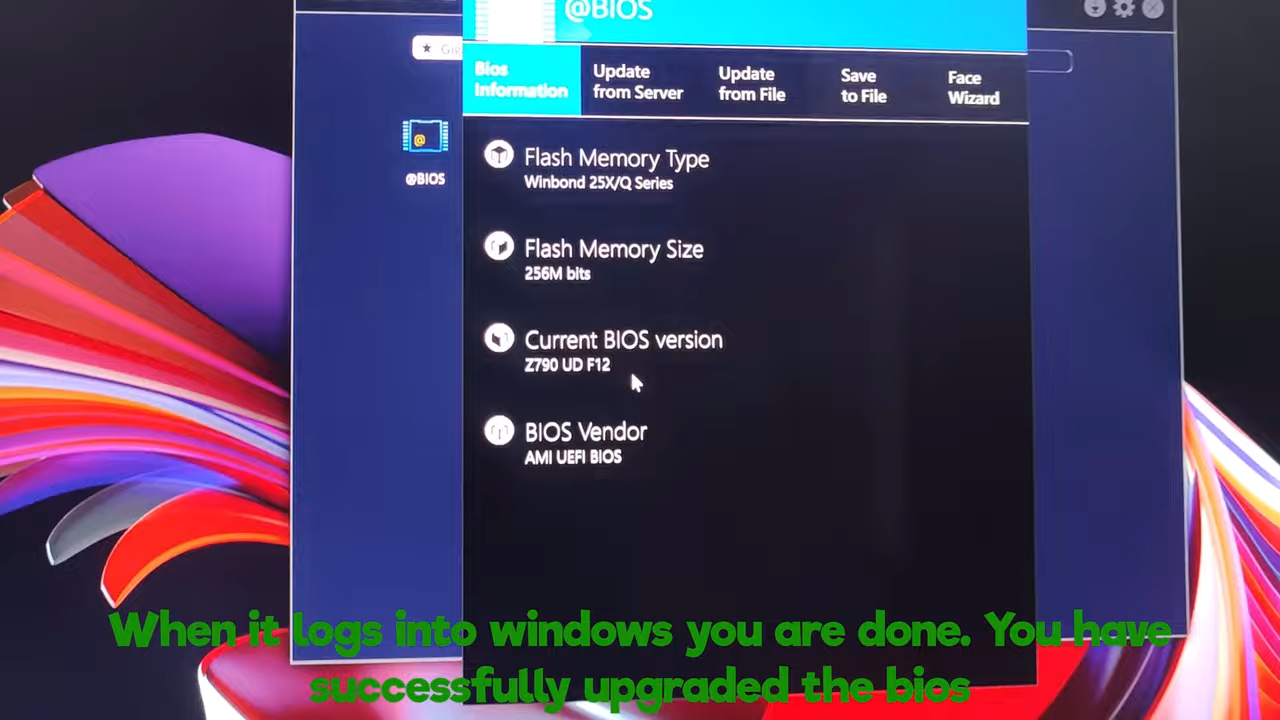 @BIOS
Bios
Information
Update
from Server
Update
from File
Save
to File
Face
Wizard
@
@BIOS
Flash Memory Type
Winbond 25X/Q Series
Flash Memory Size
256M bits
Current BIOS version
Z790 UD F12
BIOS Vendor
AMI UEFI BIOS
When it logs into windows you are done. You have
successfully upgraded the bios